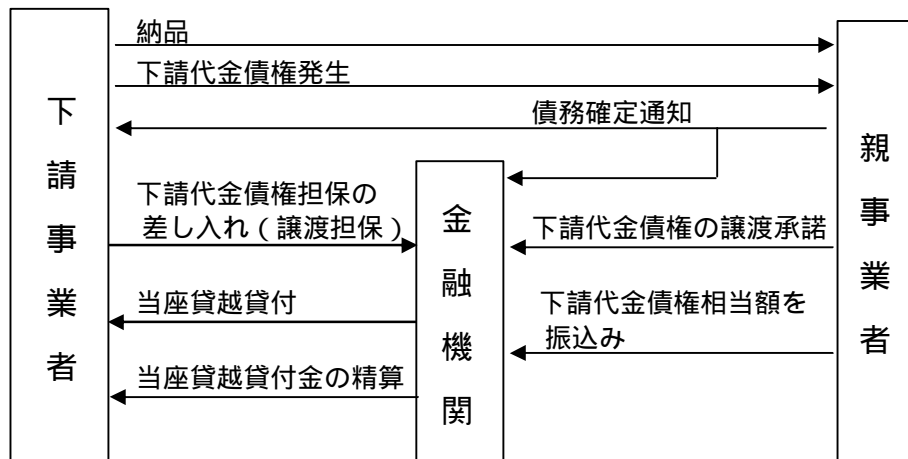 納品
下請代金債権発生
債務確定通知
下請事業者
親事業者
金融機関
下請代金債権担保の
差し入れ(譲渡担保)
下請代金債権の譲渡承諾
当座貸越貸付
下請代金債権相当額を
振込み
当座貸越貸付金の精算